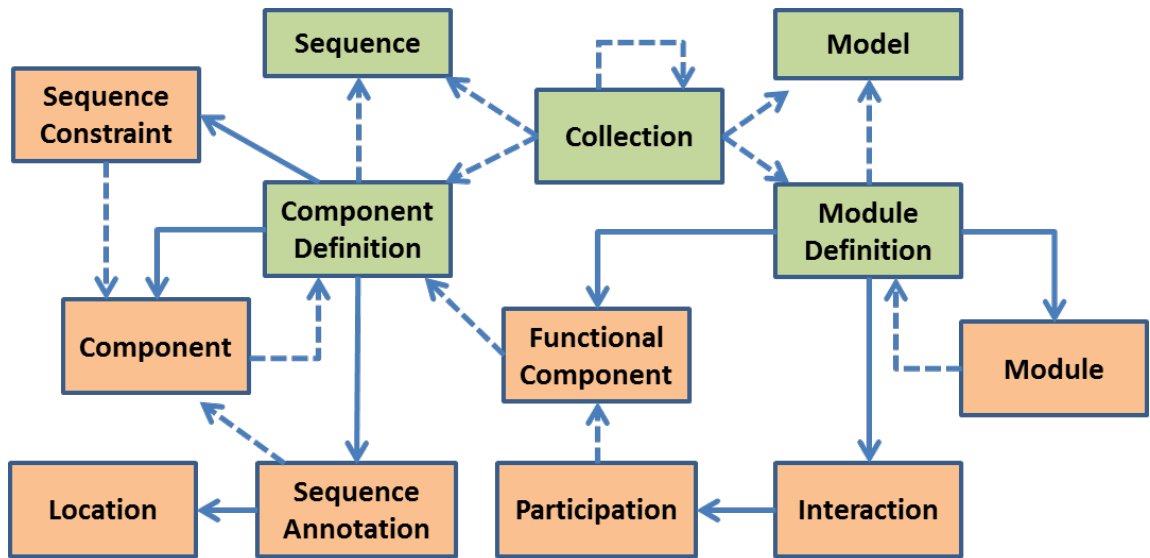 Sequence
Model
Sequence
Constraint
Collection
Component
Definition
Module
Definition
Component
Functional
Component
Module
Location
Sequence
Annotation
Participation
Interaction